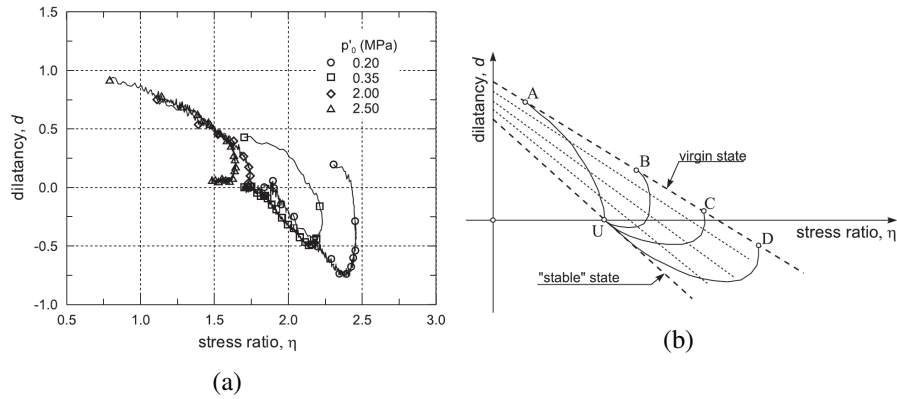 1.5
1.0
0.5
0.0
-0.5
-1.0
dilatancy, d
0.5
1.0
1.5
2.0
2.5
3.0
stress ratio, η
p'0 (MPa)
0.20
0.35
2.00
2.50
(a)
dilatancy, d
A
B
virgin state
C
D
U
stress ratio, η
"stable" state
(b)